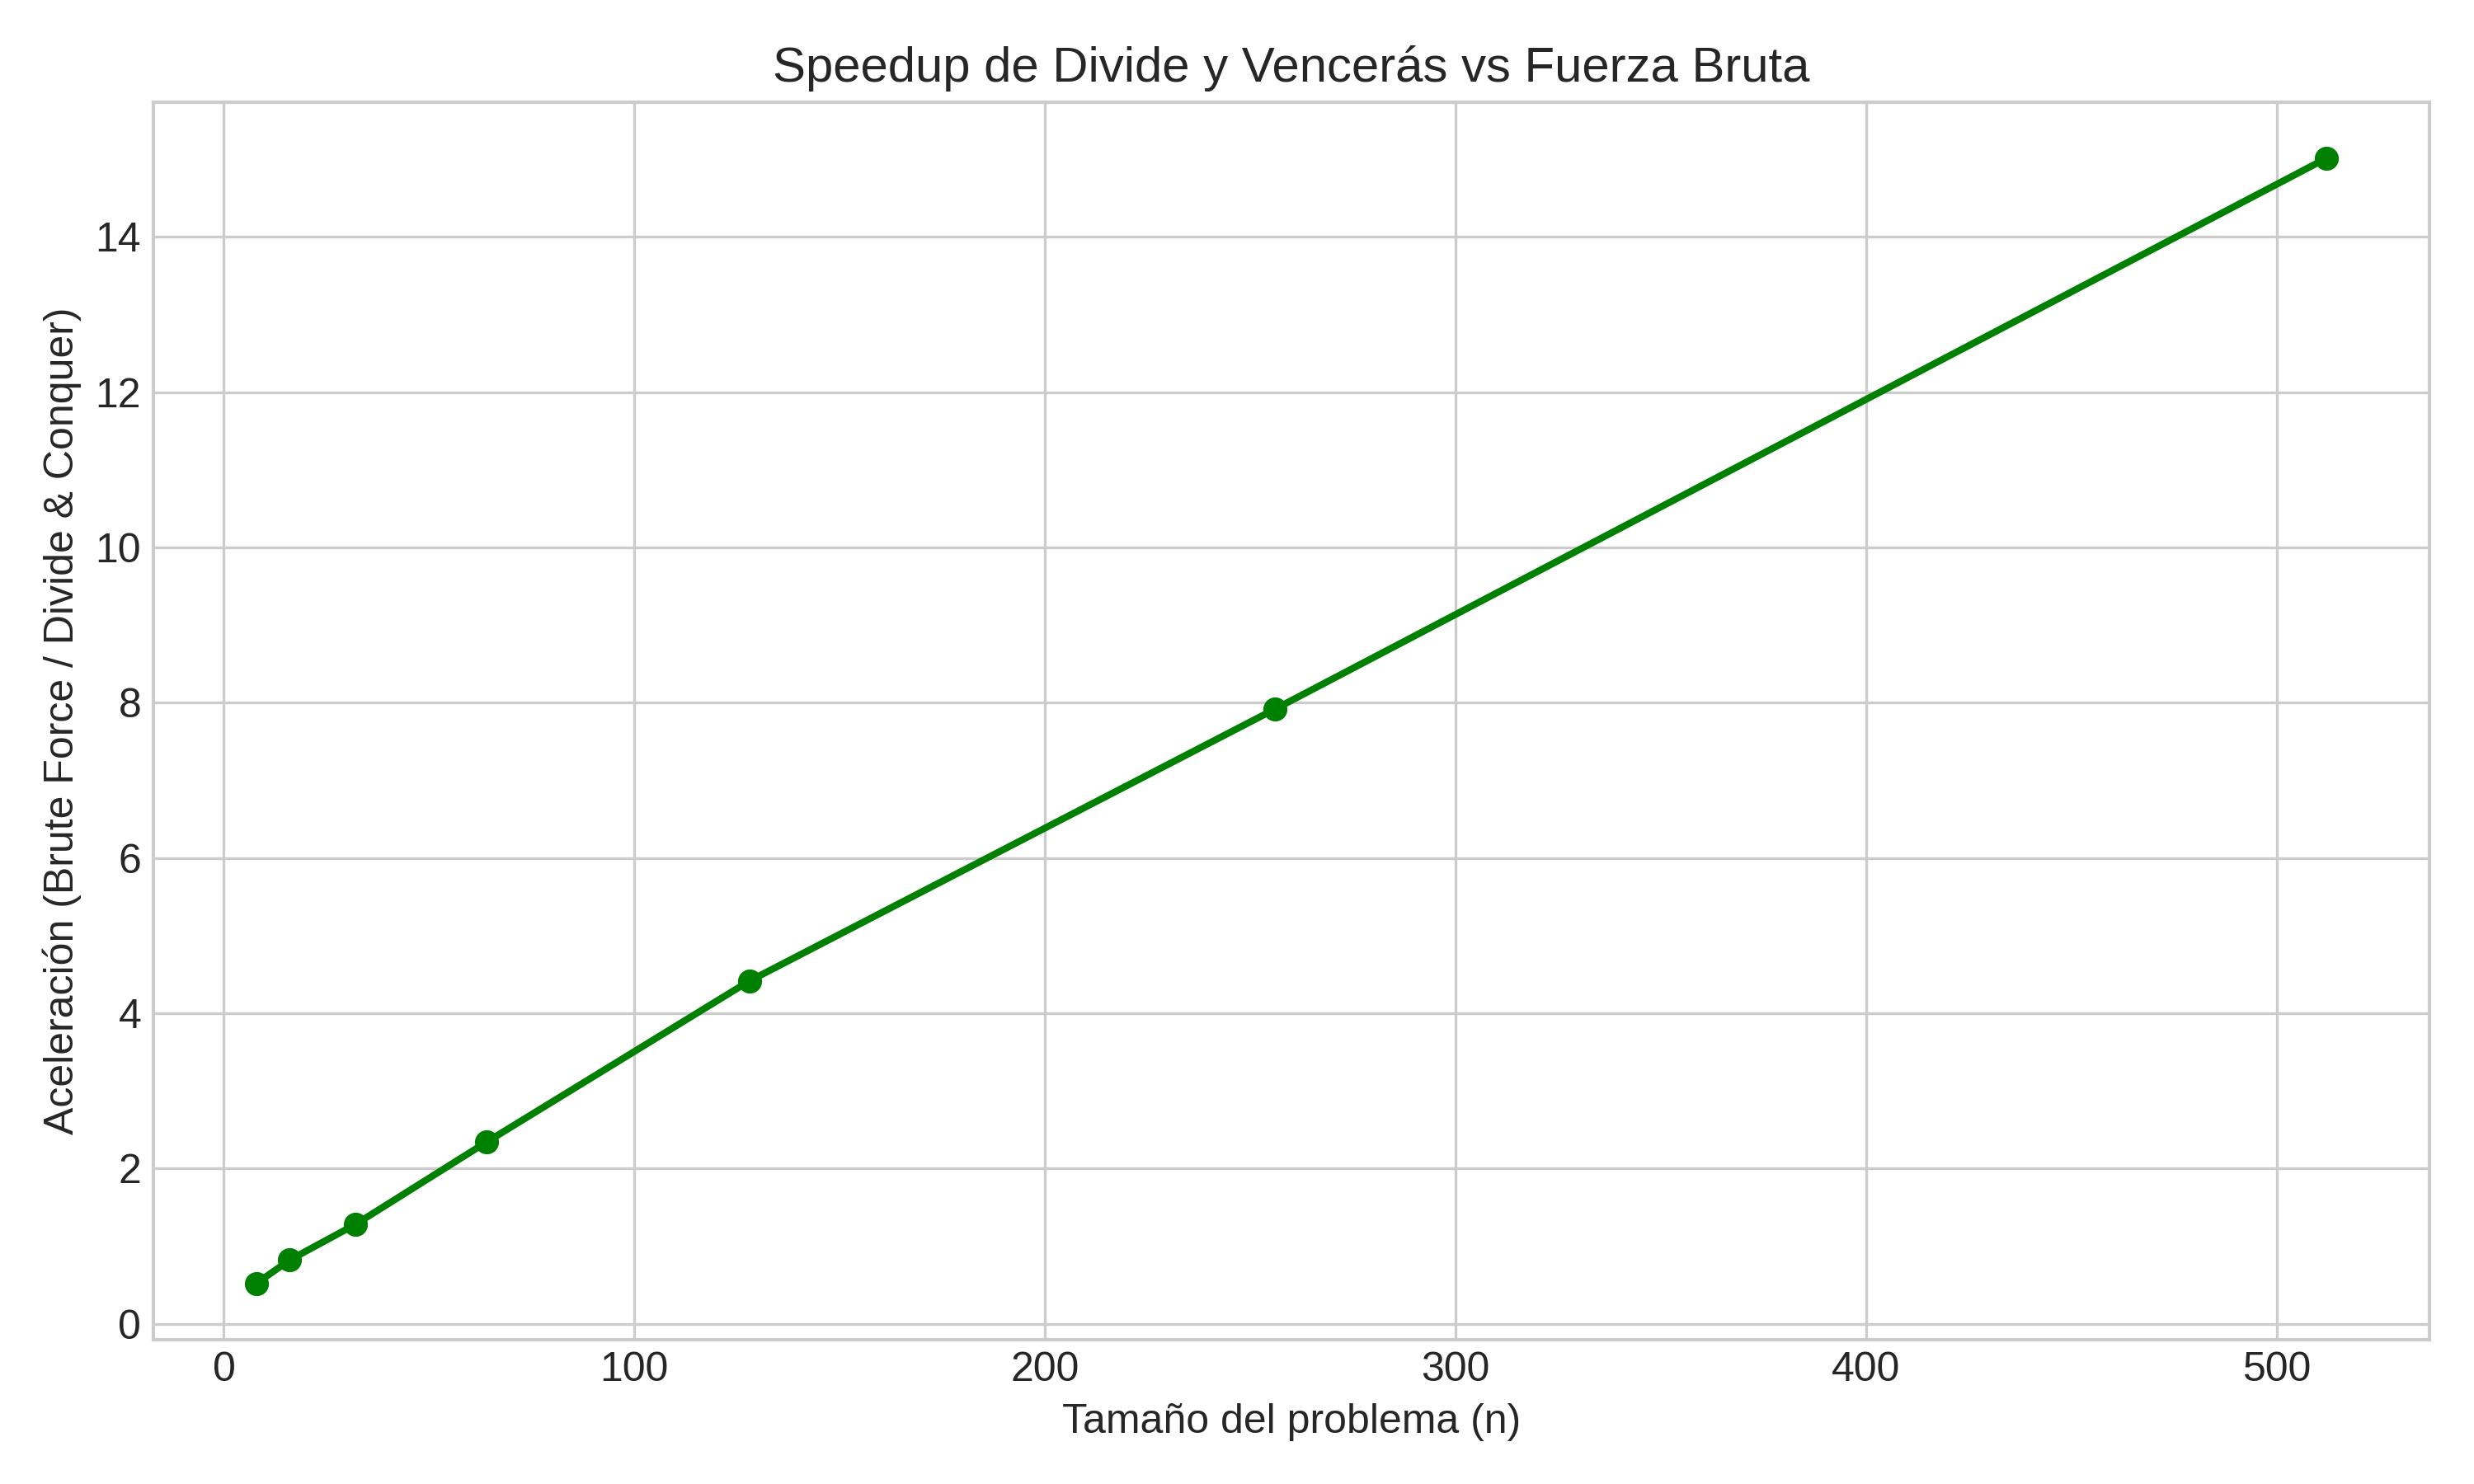 Speedup de Divide y Vencerás vs Fuerza Bruta
Aceleración (Brute Force / Divide & Conquer)
14
12
10
8
6
4
2
0
0 100 200 300 400 500
Tamaño del problema (n)